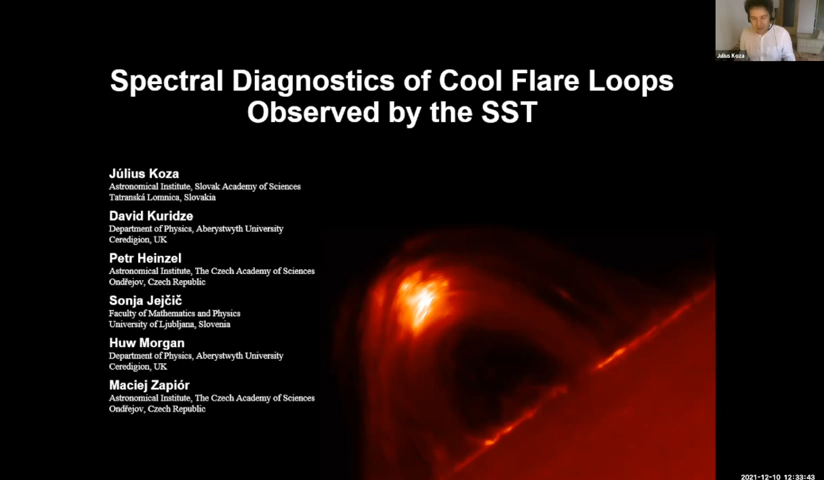 Július Koza
Spectral Diagnostics of Cool Flare Loops
Observed by the SST
Július Koza
Astronomical Institute, Slovak Academy of Sciences
Tatranská Lomnica, Slovakia
David Kuridze
Department of Physics, Aberystwyth University
Ceredigion, UK
Petr Heinzel
Astronomical Institute, The Czech Academy of Sciences
Ondřejov, Czech Republic
Sonja Jejčič
Faculty of Mathematics and Physics
University of Ljubljana, Slovenia
Huw Morgan
Department of Physics, Aberystwyth University
Ceredigion, UK
Maciej Zapiór
Astronomical Institute, The Czech Academy of Sciences
Ondřejov, Czech Republic
2021-12-10 12:33:43